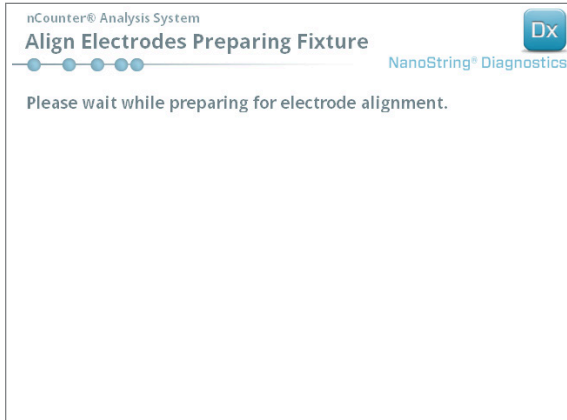 nCounter® Analysis System
Align Electrodes Preparing Fixture
Dx
NanoString® Diagnostics
Please wait while preparing for electrode alignment.